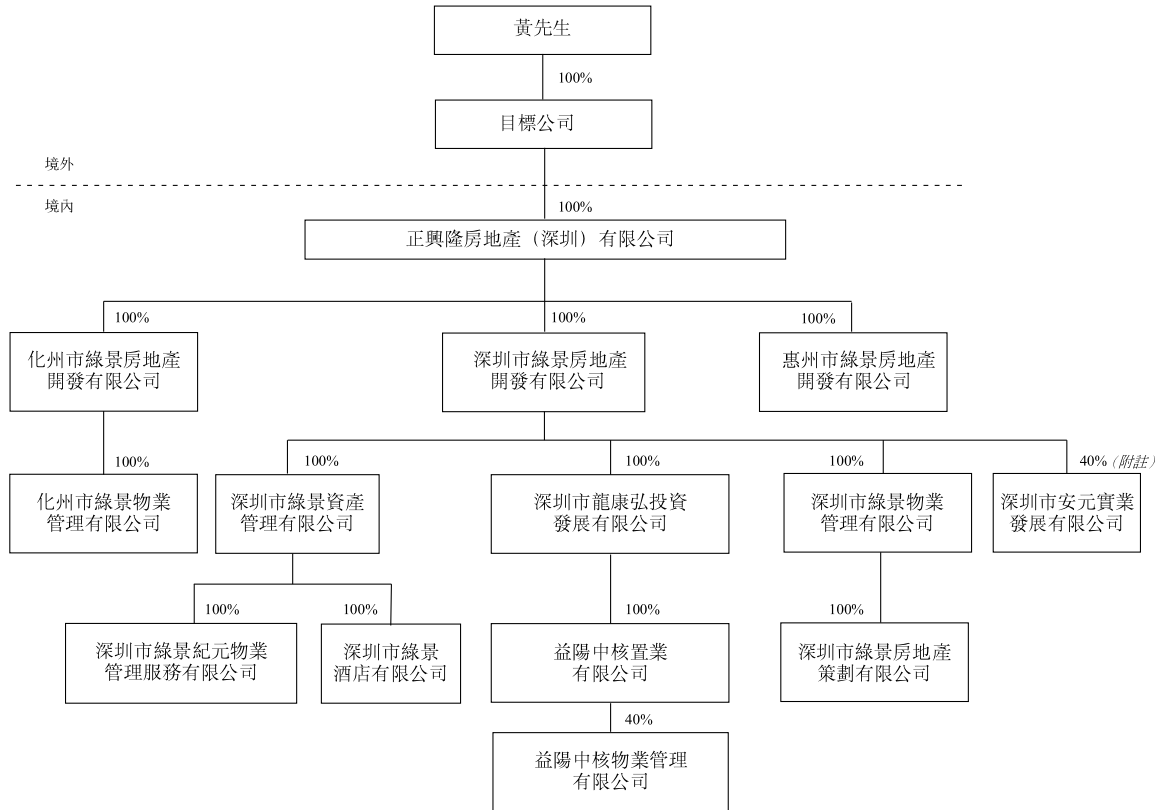 黃先生
100%
目標公司
境外
境內
100%
正興隆房地產（深圳）有限公司
100%
100%
100%
化州市綠景房地產
開發有限公司
深圳市綠景房地產
開發有限公司
惠州市綠景房地產
開發有限公司
100%
100%
100%
100%
40%（附註）
化州市綠景物業
管理有限公司
深圳市綠景資產
管理有限公司
深圳市龍康弘投資
發展有限公司
深圳市綠景物業
管理有限公司
深圳市安元實業
發展有限公司
100%
100%
100%
100%
深圳市綠景紀元物業
管理服務有限公司
深圳市綠景
酒店有限公司
益陽中核置業
有限公司
深圳市綠景房地產
策劃有限公司
40%
益陽中核物業管理
有限公司